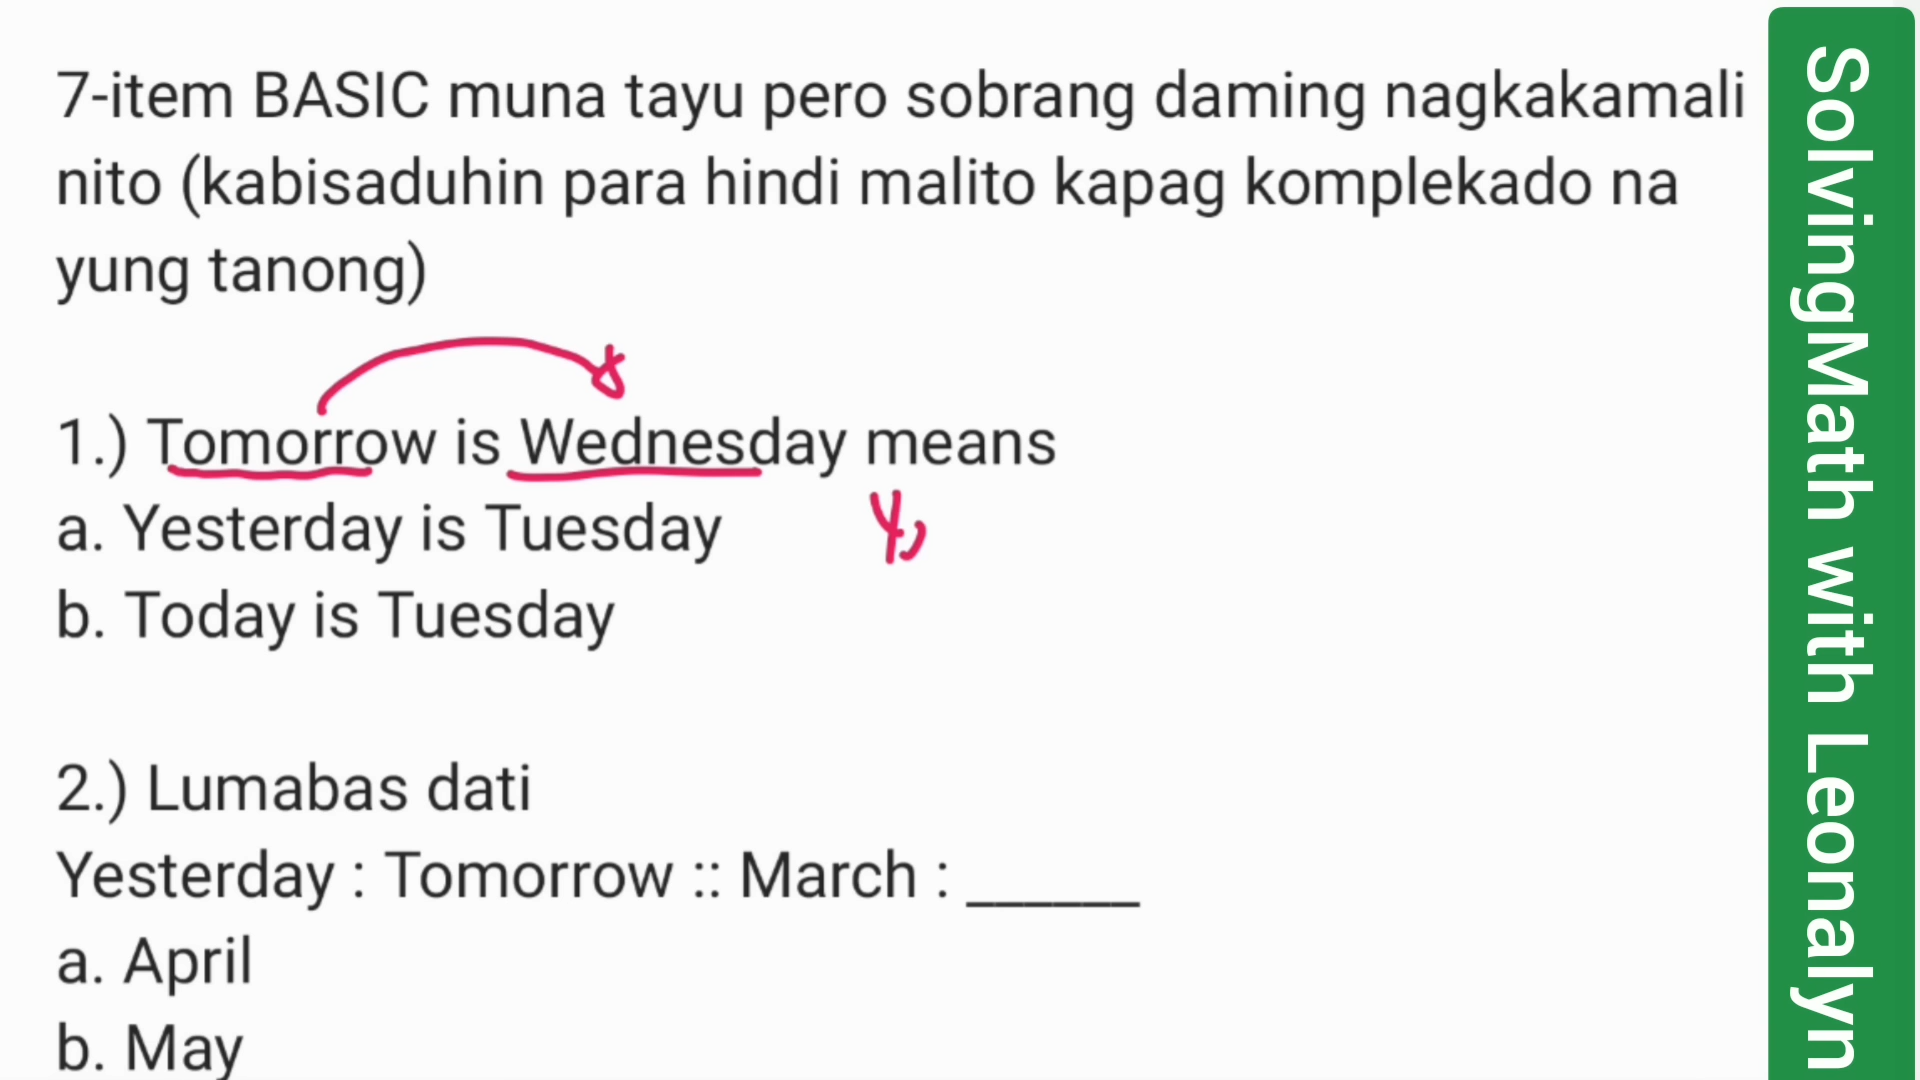 7-item BASIC muna tayu pero sobrang daming nagkakamali
nito (kabisaduhin para hindi malito kapag komplekado na
yung tanong)
1.) Tomorrow is Wednesday means
a. Yesterday is Tuesday
b. Today is Tuesday
2.) Lumabas dati
Yesterday : Tomorrow :: March : ______
a. April
b. May
SolvingMath with Leonalyn